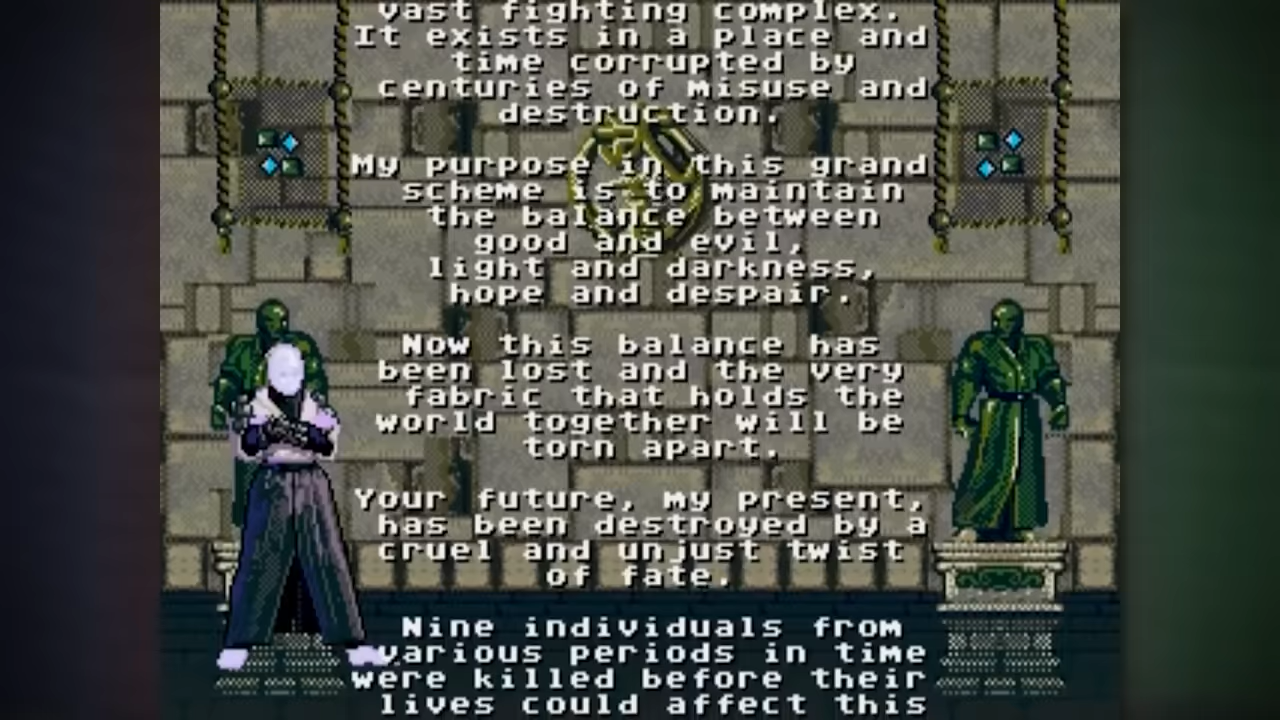 vast fighting complex.
It exists in a place and
time corrupted by
centuries of misuse and
destruction.
My purpose in this grand
scheme is to maintain
the balance between
good and evil,
light and darkness,
hope and despair.
Now this balance has
been lost and the very
fabric that holds the
world together will be
torn apart.
Your future, my present,
has been destroyed by a
cruel and unjust twist
of fate.
Nine individuals from
various periods in time
were killed before their
lives could affect this